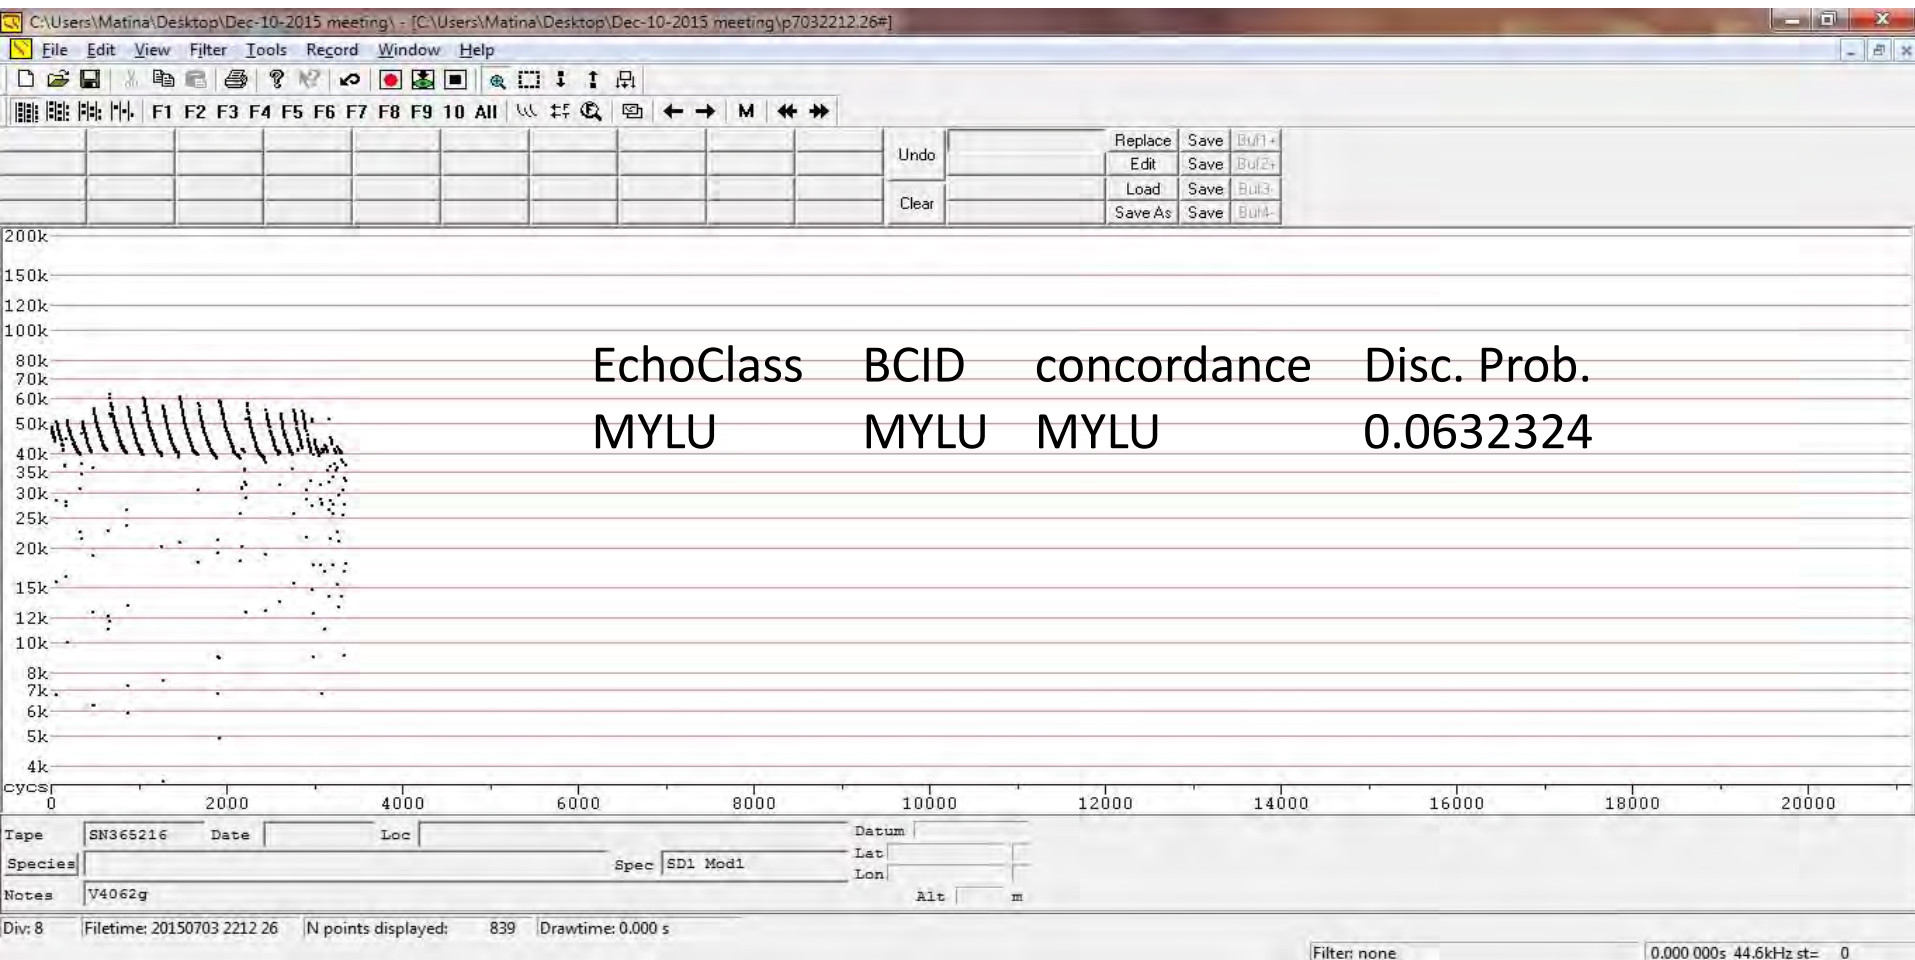 C:\Users\Matina\Desktop\Dec-10-2015 meeting\ - [C:\Users\Matina\Desktop\Dec-10-2015 meeting\p7032212.26#]
File Edit View Filter Tools Record Window Help
F1 F2 F3 F4 F5 F6 F7 F8 F9 10 All M
Undo Replace Save Buf1+
Edit Save Buf2+
Clear Load Save Buf3-
Save As Save Buf4-
200k
150k
120k
100k
80k
70k
60k
50k
40k
35k
30k
25k
20k
15k
12k
10k
8k
7k
6k
5k
4k
EchoClass BCID concordance Disc. Prob.
MYLU MYLU MYLU 0.0632324
cycs
0 2000 4000 6000 8000 10000 12000 14000 16000 18000 20000
Tape SN365216 Date Loc Datum
Species Spec SD1 Mod1 Lat
Lon
Notes V4062g Alt m
Div: 8 Filetime: 20150703 2212 26 N points displayed: 839 Drawtime: 0.000 s
Filter: none 0.000 000s 44.6kHz st= 0